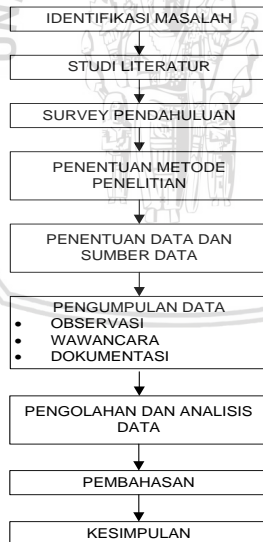 IDENTIFIKASI MASALAH
STUDI LITERATUR
SURVEY PENDAHULUAN
PENENTUAN METODE
PENELITIAN
PENENTUAN DATA DAN
SUMBER DATA
PENGUMPULAN DATA
• OBSERVASI
• WAWANCARA
• DOKUMENTASI
PENGOLAHAN DAN ANALISIS
DATA
PEMBAHASAN
KESIMPULAN